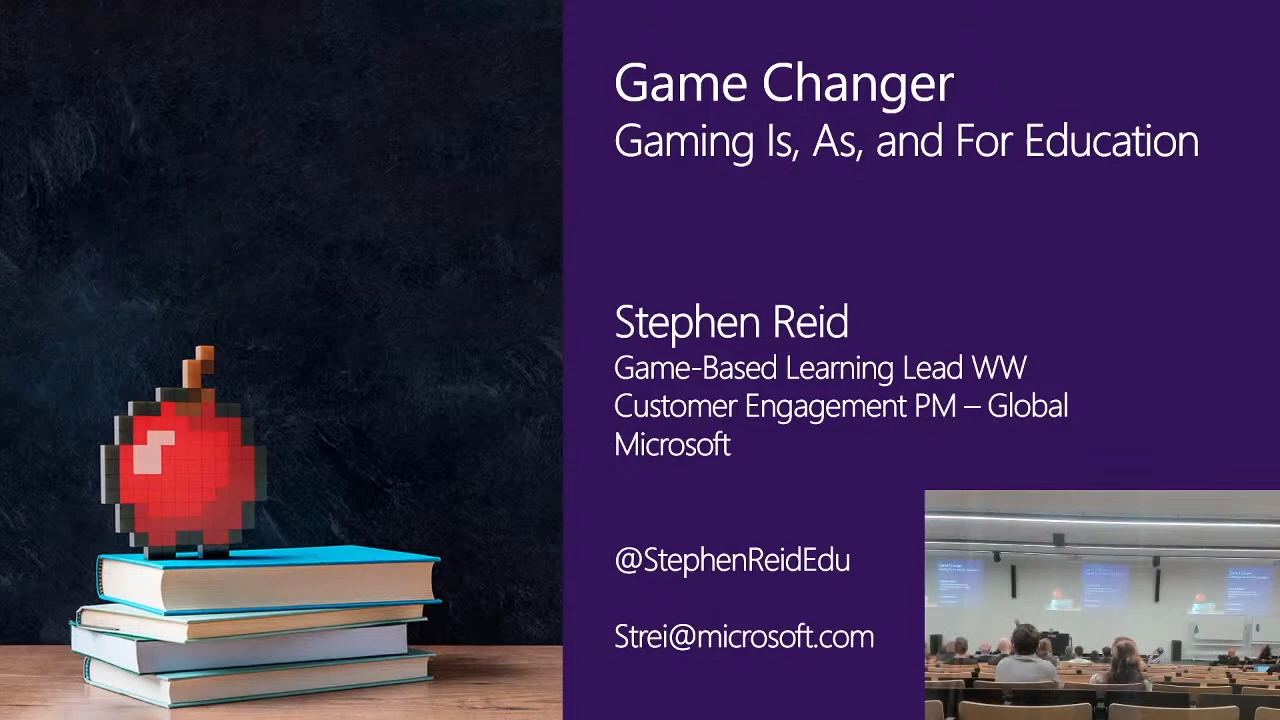 Game Changer
Gaming Is, As, and For Education
Stephen Reid
Game-Based Learning Lead WW
Customer Engagement PM – Global
Microsoft
@StephenReidEdu
Strei@microsoft.com